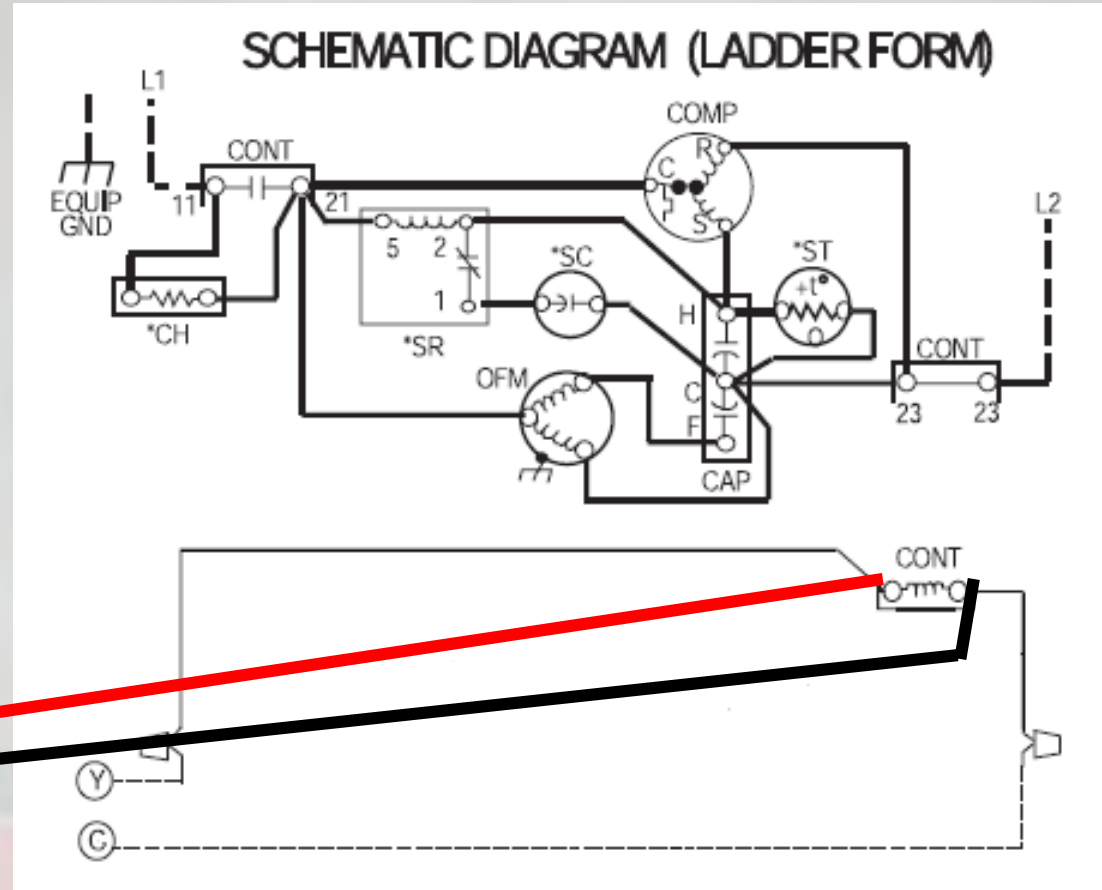 SCHEMATIC DIAGRAM (LADDER FORM)
L1
COMP
CONT
R
C
11
21
EQUIP
GND
S
L2
5
2
*SC
*ST
+t°
1
H
*CH
*SR
CONT
OFM
C
23
23
F
CAP
CONT
Y
C